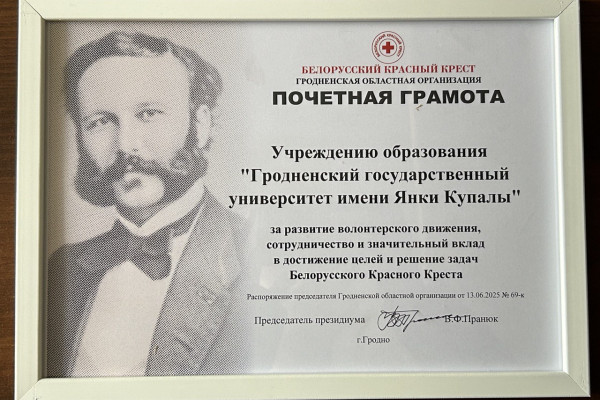 БЕЛОРУССКИЙ КРАСНЫЙ КРЕСТ
ГРОДНЕНСКАЯ ОБЛАСТНАЯ ОРГАНИЗАЦИЯ
ПОЧЕТНАЯ ГРАМОТА
Учреждению образования
"Гродненский государственный
университет имени Янки Купалы"
за развитие волонтерского движения,
сотрудничество и значительный вклад
в достижение целей и решение задач
Белорусского Красного Креста
Распоряжение председателя Гродненской областной организации от 13.06.2025 № 69-к
Председатель президиума В.Ф.Пранюк
г.Гродно